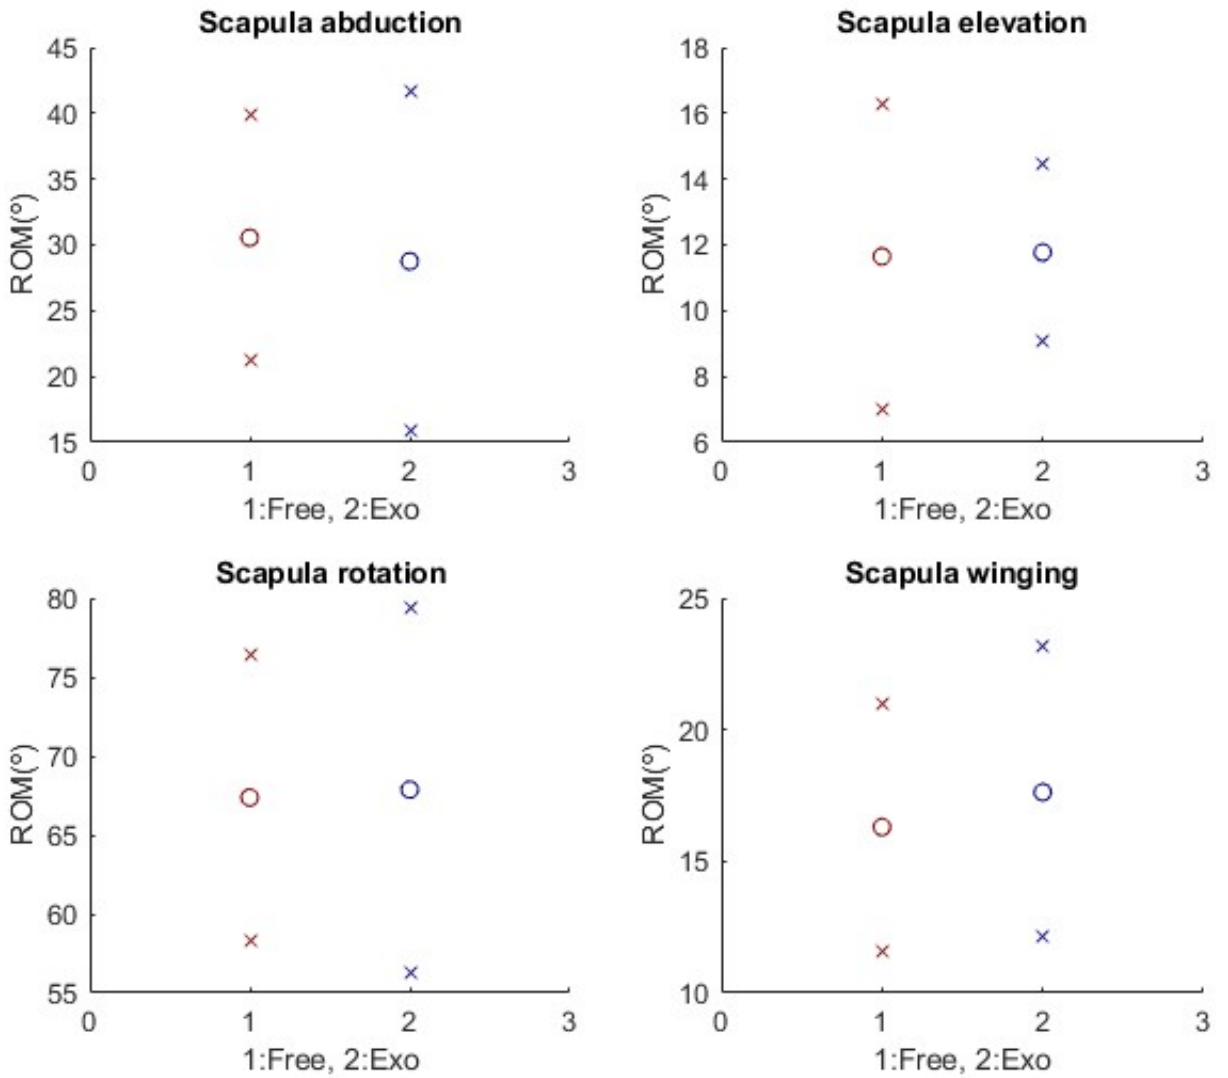 Scapula abduction
45
40
35
30
25
20
15
ROM(°)
0 1 2 3
1:Free, 2:Exo
Scapula elevation
18
16
14
12
10
8
6
ROM(°)
0 1 2 3
1:Free, 2:Exo
Scapula rotation
80
75
70
65
60
55
ROM(°)
0 1 2 3
1:Free, 2:Exo
Scapula winging
25
20
15
10
ROM(°)
0 1 2 3
1:Free, 2:Exo